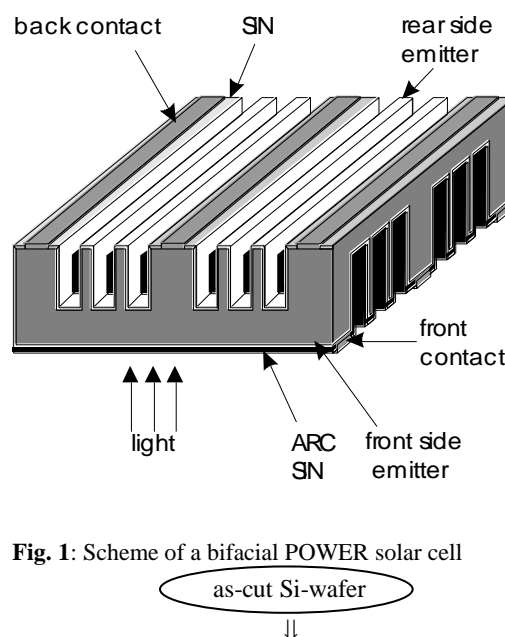 back contact
SIN
rear side
emitter
front
contact
light
ARC
SIN
front side
emitter
Fig. 1: Scheme of a bifacial POWER solar cell
as-cut Si-wafer
⇓